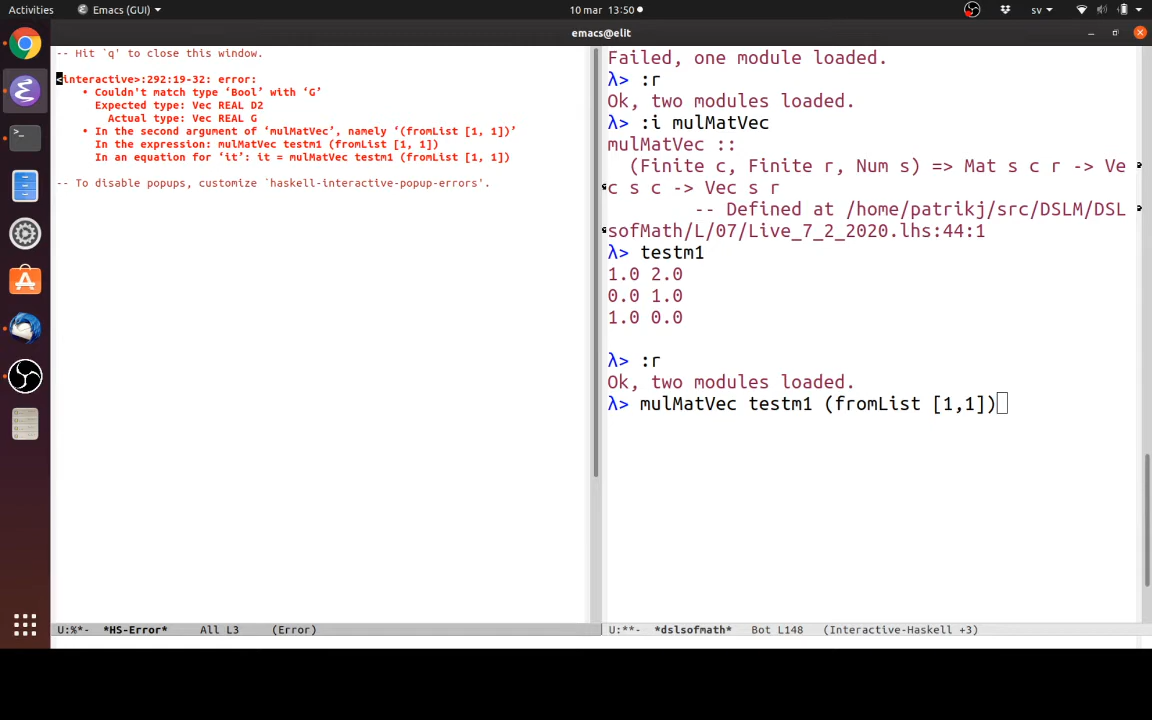 Activities
Emacs (GUI)
10 mar 13:50
sv
emacs@elit
-- Hit `q' to close this window.
<interactive>:292:19-32: error:
• Couldn't match type ‘Bool’ with ‘G’
Expected type: Vec REAL D2
Actual type: Vec REAL G
• In the second argument of ‘mulMatVec’, namely ‘(fromList [1, 1])’
In the expression: mulMatVec testm1 (fromList [1, 1])
In an equation for ‘it’: it = mulMatVec testm1 (fromList [1, 1])
-- To disable popups, customize `haskell-interactive-popup-errors'.
U:%*- *HS-Error* All L3 (Error)
Failed, one module loaded.
λ> :r
Ok, two modules loaded.
λ> :i mulMatVec
mulMatVec ::
(Finite c, Finite r, Num s) => Mat s c r -> Ve
c s c -> Vec s r
-- Defined at /home/patrikj/src/DSLM/DSL
sofMath/L/07/Live_7_2_2020.lhs:44:1
λ> testm1
1.0 2.0
0.0 1.0
1.0 0.0
λ> :r
Ok, two modules loaded.
λ> mulMatVec testm1 (fromList [1,1])
U:**- *dslsofmath* Bot L148 (Interactive-Haskell +3)